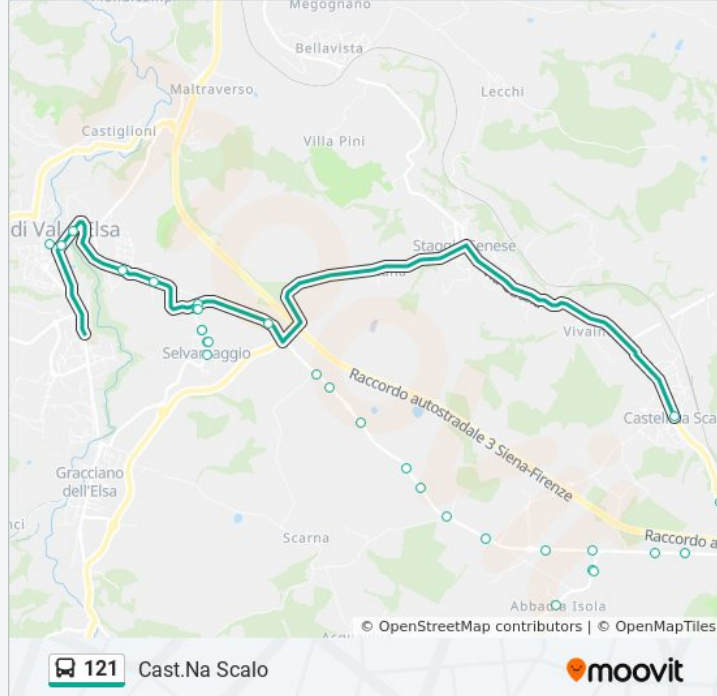 Megognano
Bellavista
Maltraverso
Lecchi
Castiglioni
Villa Pini
di Val Elsa
Staggia Senese
Vivaio
Selvamaggio
Raccordo autostradale 3 Siena-Firenze
Castellina Sca
Gracciano
dell'Elsa
Scarna
Raccordo a
Abbadia Isola
© OpenStreetMap contributors | © OpenMapTiles
121 Cast.Na Scalo
moovit